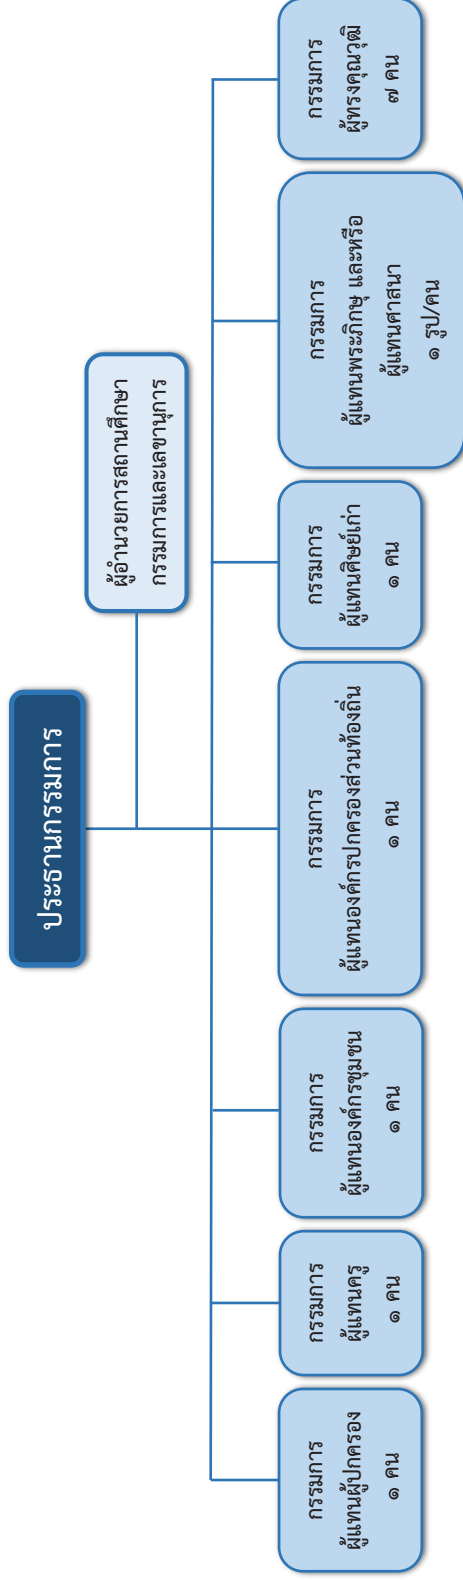 ประธานกรรมการ
ผู้อำนวยการสถานศึกษา
กรรมการและเลขานุการ
กรรมการ
ผู้แทนผู้ปกครอง
๑ คน
กรรมการ
ผู้แทนครู
๑ คน
กรรมการ
ผู้แทนองค์กรชุมชน
๑ คน
กรรมการ
ผู้แทนองค์กรปกครองส่วนท้องถิ่น
๑ คน
กรรมการ
ผู้แทนศิษย์เก่า
๑ คน
กรรมการ
ผู้แทนพระภิกษุ และหรือ
ผู้แทนศาสนา
๑ รูป/คน
กรรมการ
ผู้ทรงคุณวุฒิ
๗ คน